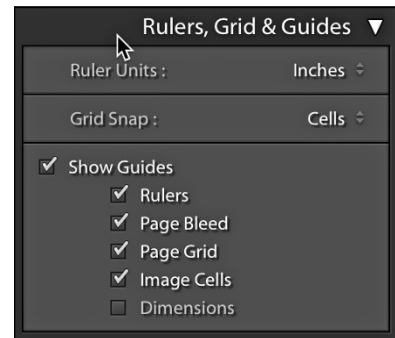 Rulers, Grid & Guides
Ruler Units : Inches
Grid Snap : Cells
Show Guides
Rulers
Page Bleed
Page Grid
Image Cells
Dimensions